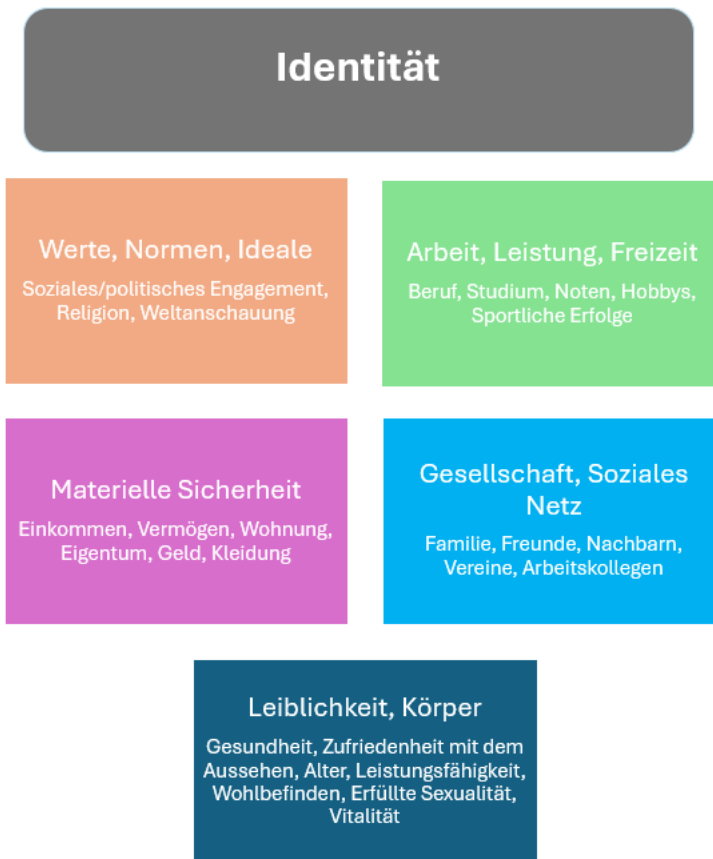 Identität
Werte, Normen, Ideale
Soziales/politisches Engagement,
Religion, Weltanschauung
Arbeit, Leistung, Freizeit
Beruf, Studium, Noten, Hobbys,
Sportliche Erfolge
Materielle Sicherheit
Einkommen, Vermögen, Wohnung,
Eigentum, Geld, Kleidung
Gesellschaft, Soziales
Netz
Familie, Freunde, Nachbarn,
Vereine, Arbeitskollegen
Leiblichkeit, Körper
Gesundheit, Zufriedenheit mit dem
Aussehen, Alter, Leistungsfähigkeit,
Wohlbefinden, Erfüllte Sexualität,
Vitalität